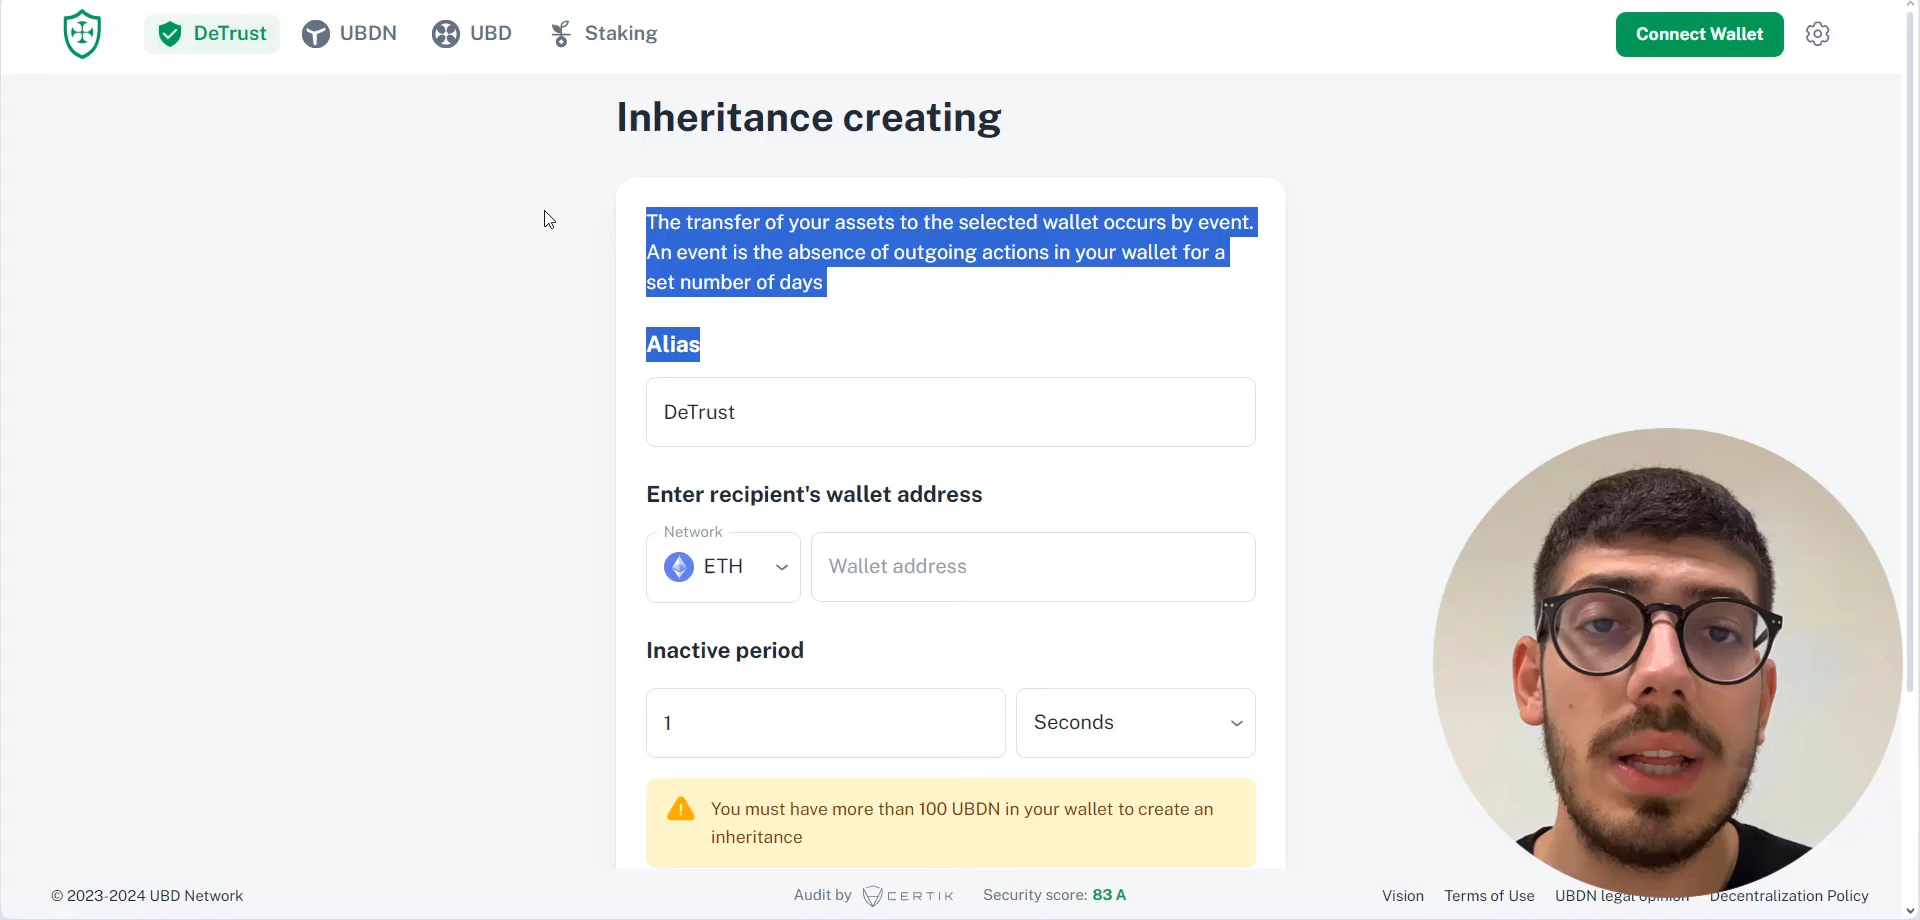 DeTrust
UBDN
UBD
Staking
Connect Wallet
Inheritance creating
The transfer of your assets to the selected wallet occurs by event.
An event is the absence of outgoing actions in your wallet for a
set number of days
Alias
DeTrust
Enter recipient's wallet address
Network
ETH
Wallet address
Inactive period
1
Seconds
You must have more than 100 UBDN in your wallet to create an
inheritance
© 2023-2024 UBD Network
Audit by CERTIK
Security score: 83 A
Vision
Terms of Use
UBDN legal opinion
Decentralization Policy